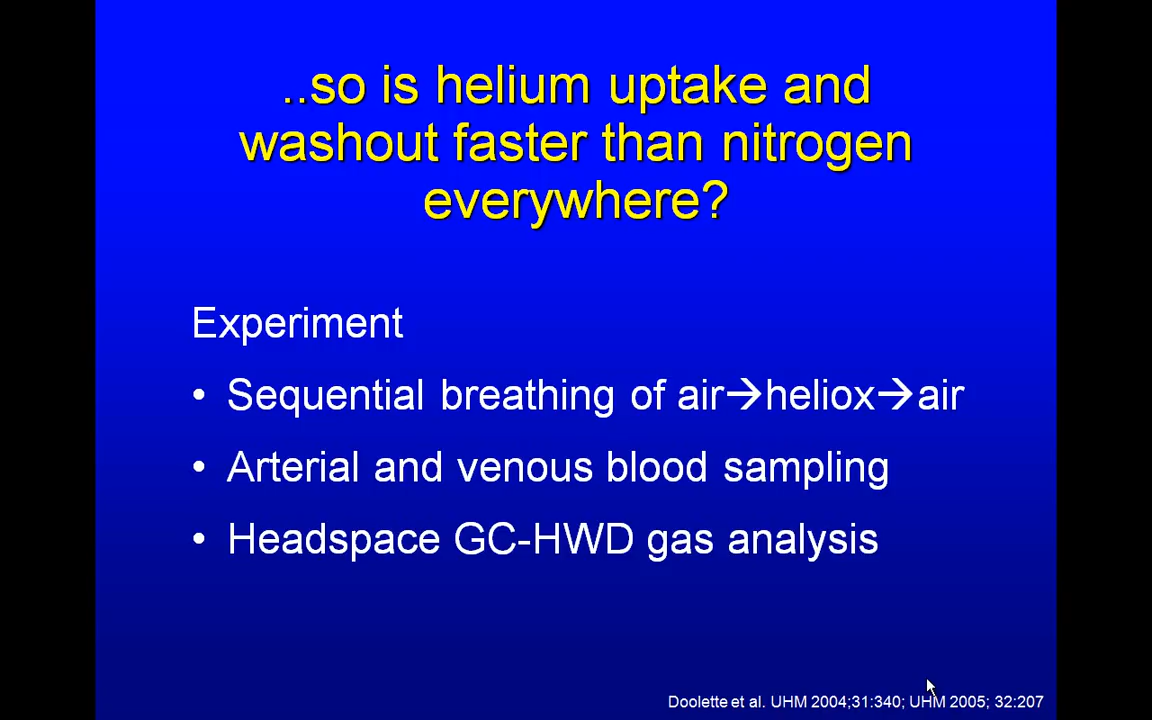 ..so is helium uptake and
washout faster than nitrogen
everywhere?
Experiment
• Sequential breathing of air→heliox→air
• Arterial and venous blood sampling
• Headspace GC-HWD gas analysis
Doolette et al. UHM 2004;31:340; UHM 2005; 32:207